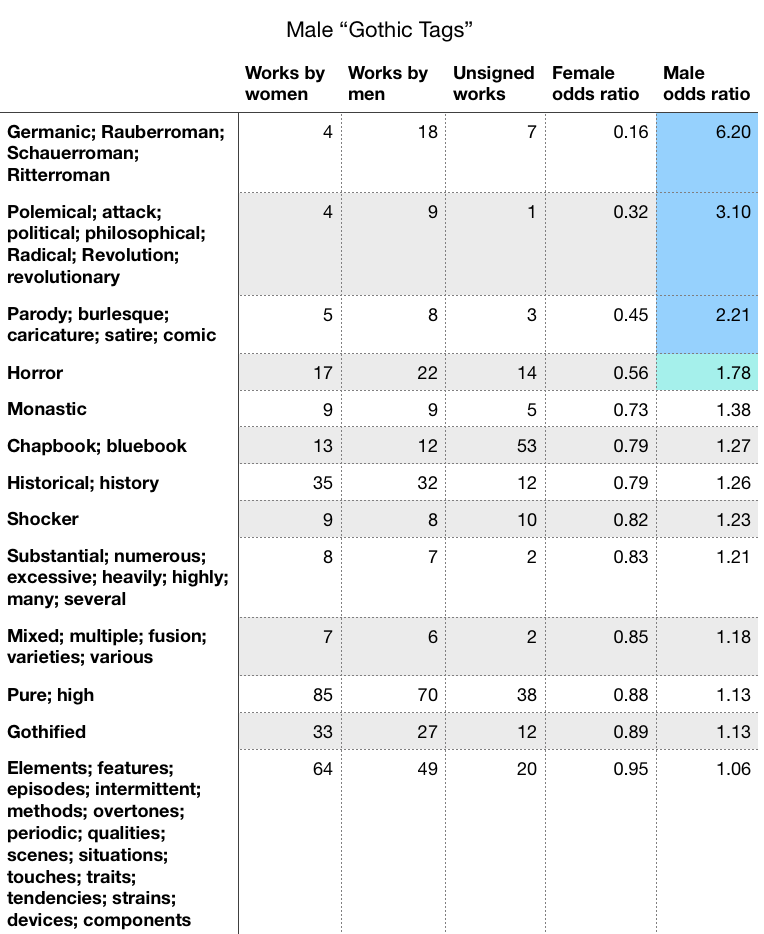 Male “Gothic Tags”
Works by women Works by men Unsigned works Female odds ratio Male odds ratio
Germanic; Rauberroman; 4 18 7 0.16 6.20
Schauerroman;
Ritterroman
Polemical; attack; 4 9 1 0.32 3.10
political; philosophical;
Radical; Revolution;
revolutionary
Parody; burlesque; 5 8 3 0.45 2.21
caricature; satire; comic
Horror 17 22 14 0.56 1.78
Monastic 9 9 5 0.73 1.38
Chapbook; bluebook 13 12 53 0.79 1.27
Historical; history 35 32 12 0.79 1.26
Shocker 9 8 10 0.82 1.23
Substantial; numerous; 8 7 2 0.83 1.21
excessive; heavily; highly;
many; several
Mixed; multiple; fusion; 7 6 2 0.85 1.18
varieties; various
Pure; high 85 70 38 0.88 1.13
Gothified 33 27 12 0.89 1.13
Elements; features; 64 49 20 0.95 1.06
episodes; intermittent;
methods; overtones;
periodic; qualities;
scenes; situations;
touches; traits;
tendencies; strains;
devices; components